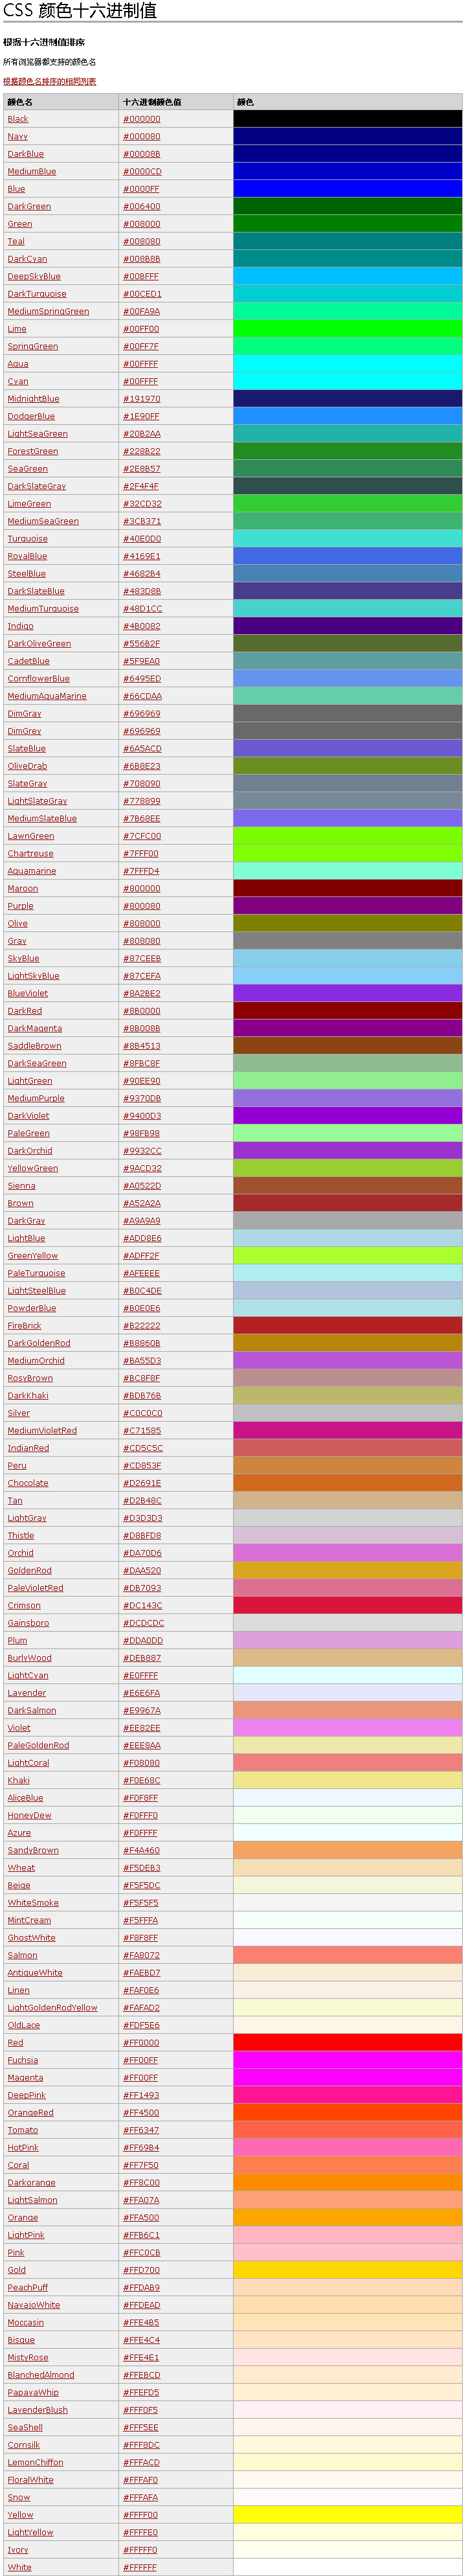 CSS 颜色十六进制值
根据十六进制值排序
所有浏览器都支持的颜色名
根据颜色名排序的相同列表
颜色名 十六进制颜色值 颜色
Black #000000
Navy #000080
DarkBlue #00008B
MediumBlue #0000CD
Blue #0000FF
DarkGreen #006400
Green #008000
Teal #008080
DarkCyan #008B8B
DeepSkyBlue #00BFFF
DarkTurquoise #00CED1
MediumSpringGreen #00FA9A
Lime #00FF00
SpringGreen #00FF7F
Aqua #00FFFF
Cyan #00FFFF
MidnightBlue #191970
DodgerBlue #1E90FF
LightSeaGreen #20B2AA
ForestGreen #228B22
SeaGreen #2E8B57
DarkSlateGray #2F4F4F
LimeGreen #32CD32
MediumSeaGreen #3CB371
Turquoise #40E0D0
RoyalBlue #4169E1
SteelBlue #4682B4
DarkSlateBlue #483D8B
MediumTurquoise #48D1CC
Indigo #4B0082
DarkOliveGreen #556B2F
CadetBlue #5F9EA0
CornflowerBlue #6495ED
MediumAquaMarine #66CDAA
DimGray #696969
DimGrey #696969
SlateBlue #6A5ACD
OliveDrab #6B8E23
SlateGray #708090
LightSlateGray #778899
MediumSlateBlue #7B68EE
LawnGreen #7CFC00
Chartreuse #7FFF00
Aquamarine #7FFFD4
Maroon #800000
Purple #800080
Olive #808000
Gray #808080
SkyBlue #87CEEB
LightSkyBlue #87CEFA
BlueViolet #8A2BE2
DarkRed #8B0000
DarkMagenta #8B008B
SaddleBrown #8B4513
DarkSeaGreen #8FBC8F
LightGreen #90EE90
MediumPurple #9370DB
DarkViolet #9400D3
PaleGreen #98FB98
DarkOrchid #9932CC
YellowGreen #9ACD32
Sienna #A0522D
Brown #A52A2A
DarkGray #A9A9A9
LightBlue #ADD8E6
GreenYellow #ADFF2F
PaleTurquoise #AFEEEE
LightSteelBlue #B0C4DE
PowderBlue #B0E0E6
FireBrick #B22222
DarkGoldenRod #B8860B
MediumOrchid #BA55D3
RosyBrown #BC8F8F
DarkKhaki #BDB76B
Silver #C0C0C0
MediumVioletRed #C71585
IndianRed #CD5C5C
Peru #CD853F
Chocolate #D2691E
Tan #D2B48C
LightGray #D3D3D3
Thistle #D8BFD8
Orchid #DA70D6
GoldenRod #DAA520
PaleVioletRed #DB7093
Crimson #DC143C
Gainsboro #DCDCDC
Plum #DDA0DD
BurlyWood #DEB887
LightCyan #E0FFFF
Lavender #E6E6FA
DarkSalmon #E9967A
Violet #EE82EE
PaleGoldenRod #EEE8AA
LightCoral #F08080
Khaki #F0E68C
AliceBlue #F0F8FF
HoneyDew #F0FFF0
Azure #F0FFFF
SandyBrown #F4A460
Wheat #F5DEB3
Beige #F5F5DC
WhiteSmoke #F5F5F5
MintCream #F5FFFA
GhostWhite #F8F8FF
Salmon #FA8072
AntiqueWhite #FAEBD7
Linen #FAF0E6
LightGoldenRodYellow #FAFAD2
OldLace #FDF5E6
Red #FF0000
Fuchsia #FF00FF
Magenta #FF00FF
DeepPink #FF1493
OrangeRed #FF4500
Tomato #FF6347
HotPink #FF69B4
Coral #FF7F50
Darkorange #FF8C00
LightSalmon #FFA07A
Orange #FFA500
LightPink #FFB6C1
Pink #FFC0CB
Gold #FFD700
PeachPuff #FFDAB9
NavajoWhite #FFDEAD
Moccasin #FFE4B5
Bisque #FFE4C4
MistyRose #FFE4E1
BlanchedAlmond #FFEBCD
PapayaWhip #FFEFD5
LavenderBlush #FFF0F5
SeaShell #FFF5EE
Cornsilk #FFF8DC
LemonChiffon #FFFACD
FloralWhite #FFFAF0
Snow #FFFAFA
Yellow #FFFF00
LightYellow #FFFFE0
Ivory #FFFFF0
White #FFFFFF